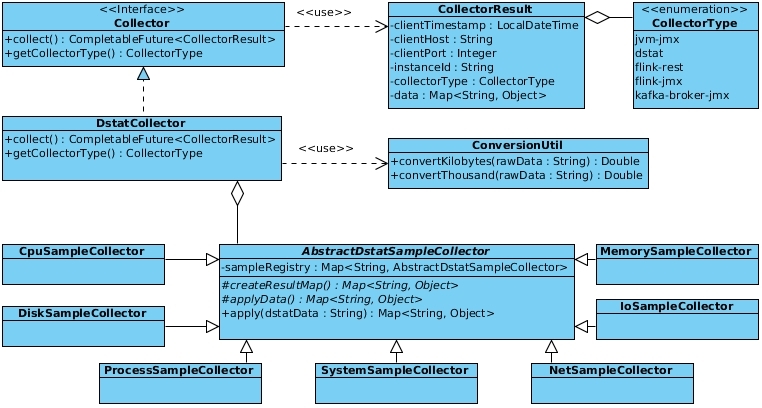 <<Interface>>
Collector
+collect() : CompletableFuture<CollectorResult>
+getCollectorType() : CollectorType
<<use>>
CollectorResult
-clientTimestamp : LocalDateTime
-clientHost : String
-clientPort : Integer
-instanceId : String
-collectorType : CollectorType
-data : Map<String, Object>
<<enumeration>>
CollectorType
jvm-jmx
dstat
flink-rest
flink-jmx
kafka-broker-jmx
DstatCollector
+collect() : CompletableFuture<CollectorResult>
+getCollectorType() : CollectorType
<<use>>
ConversionUtil
+convertKilobytes(rawData : String) : Double
+convertThousand(rawData : String) : Double
CpuSampleCollector
AbstractDstatSampleCollector
-sampleRegistry : Map<String, AbstractDstatSampleCollector>
#createResultMap() : Map<String, Object>
#applyData() : Map<String, Object>
+apply(dstatData : String) : Map<String, Object>
MemorySampleCollector
DiskSampleCollector
IoSampleCollector
ProcessSampleCollector
SystemSampleCollector
NetSampleCollector